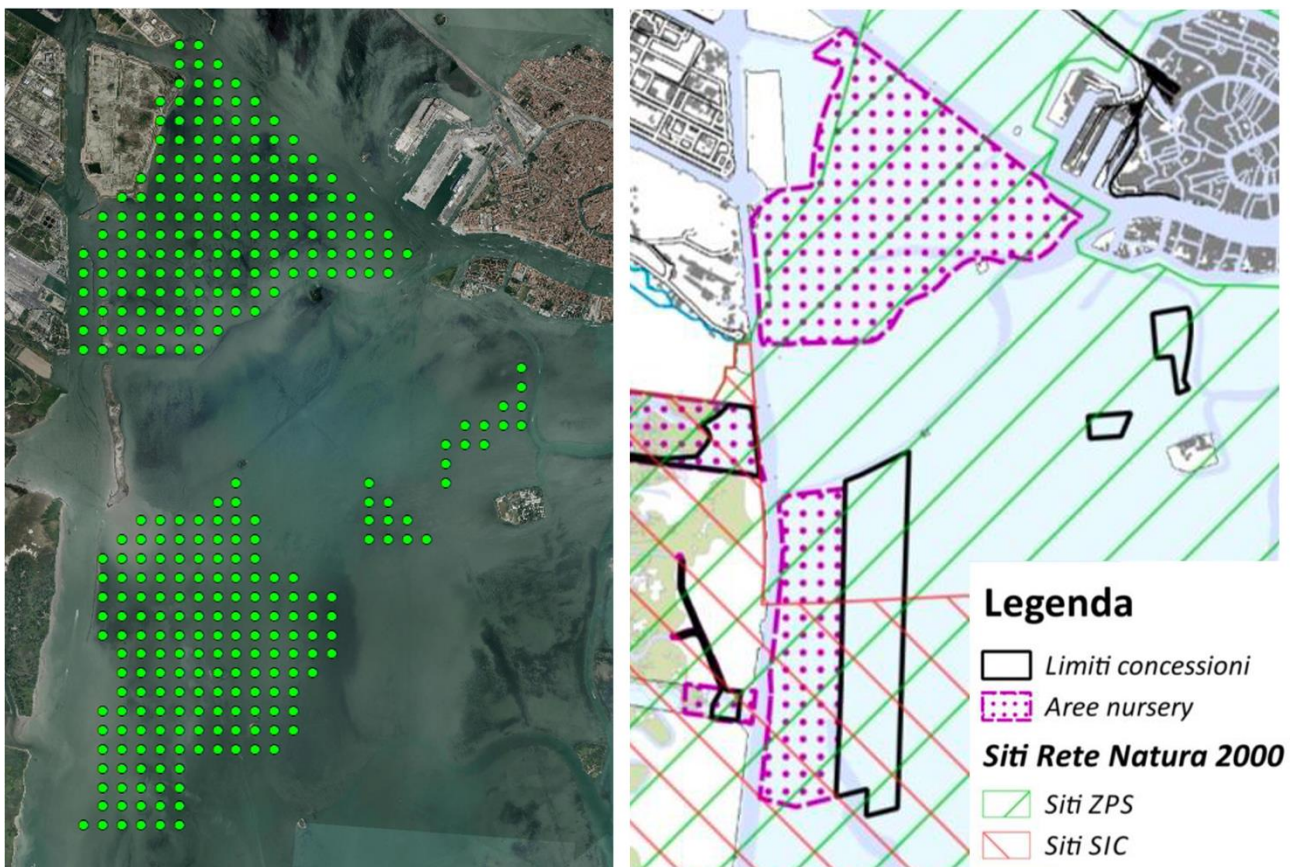 Legenda
Limiti concessioni
Aree nursery
Siti Rete Natura 2000
Siti ZPS
Siti SIC